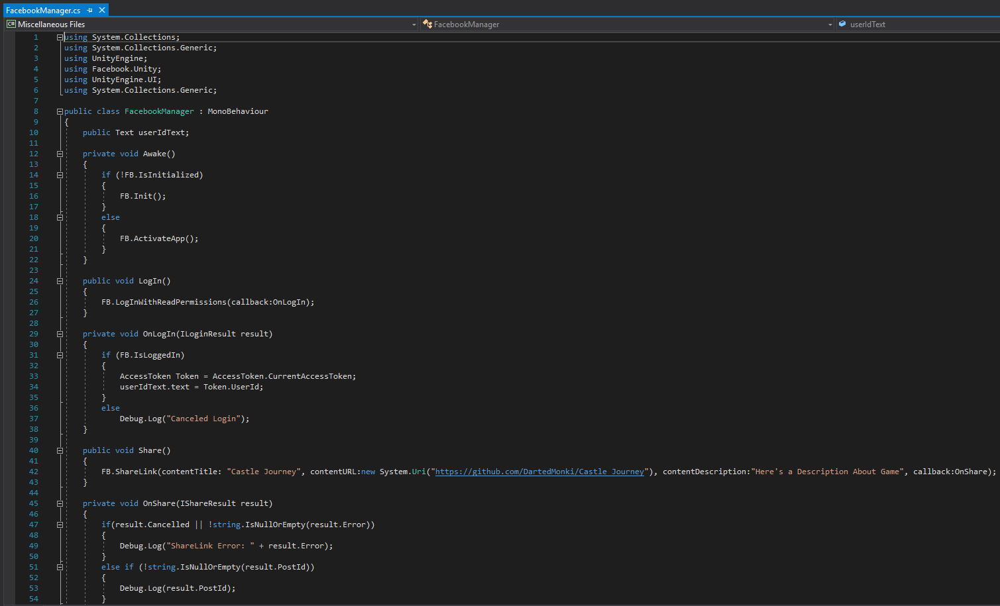 FacebookManager.cs
Miscellaneous Files FacebookManager userIdText
1 using System.Collections;
2 using System.Collections.Generic;
3 using UnityEngine;
4 using Facebook.Unity;
5 using UnityEngine.UI;
6 using System.Collections.Generic;
7
8 public class FacebookManager : MonoBehaviour
9 {
10 public Text userIdText;
11
12 private void Awake()
13 {
14 if (!FB.IsInitialized)
15 {
16 FB.Init();
17 }
18 else
19 {
20 FB.ActivateApp();
21 }
22 }
23
24 public void LogIn()
25 {
26 FB.LogInWithReadPermissions(callback:OnLogIn);
27 }
28
29 private void OnLogIn(ILoginResult result)
30 {
31 if (FB.IsLoggedIn)
32 {
33 AccessToken Token = AccessToken.CurrentAccessToken;
34 userIdText.text = Token.UserId;
35 }
36 else
37 Debug.Log("Canceled Login");
38 }
39
40 public void Share()
41 {
42 FB.ShareLink(contentTitle: "Castle Journey", contentURL:new System.Uri("https://github.com/DartedMonki/Castle_Journey"), contentDescription:"Here's a Description About Game", callback:OnShare);
43 }
44
45 private void OnShare(IShareResult result)
46 {
47 if(result.Cancelled || !string.IsNullOrEmpty(result.Error))
48 {
49 Debug.Log("ShareLink Error: " + result.Error);
50 }
51 else if (!string.IsNullOrEmpty(result.PostId))
52 {
53 Debug.Log(result.PostId);
54 }